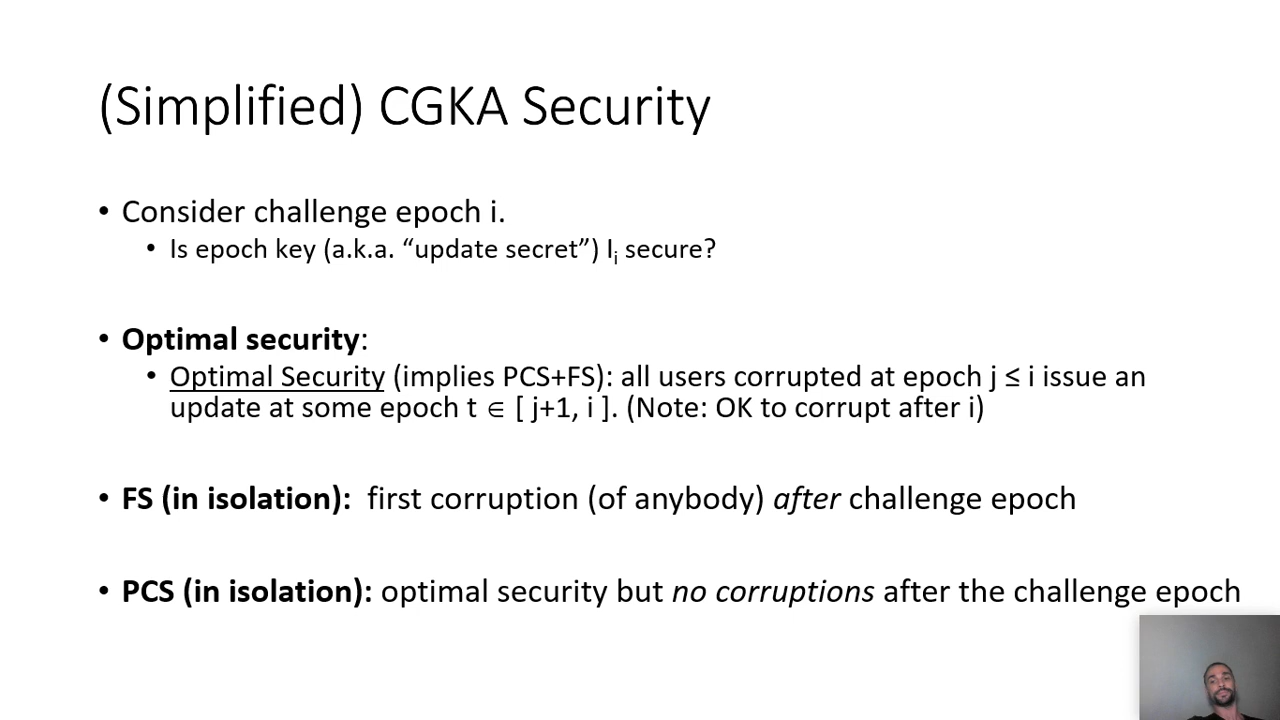 (Simplified) CGKA Security
• Consider challenge epoch i.
• Is epoch key (a.k.a. “update secret”) Iᵢ secure?
• Optimal security:
• Optimal Security (implies PCS+FS): all users corrupted at epoch j ≤ i issue an
update at some epoch t ∈ [ j+1, i ]. (Note: OK to corrupt after i)
• FS (in isolation): first corruption (of anybody) after challenge epoch
• PCS (in isolation): optimal security but no corruptions after the challenge epoch